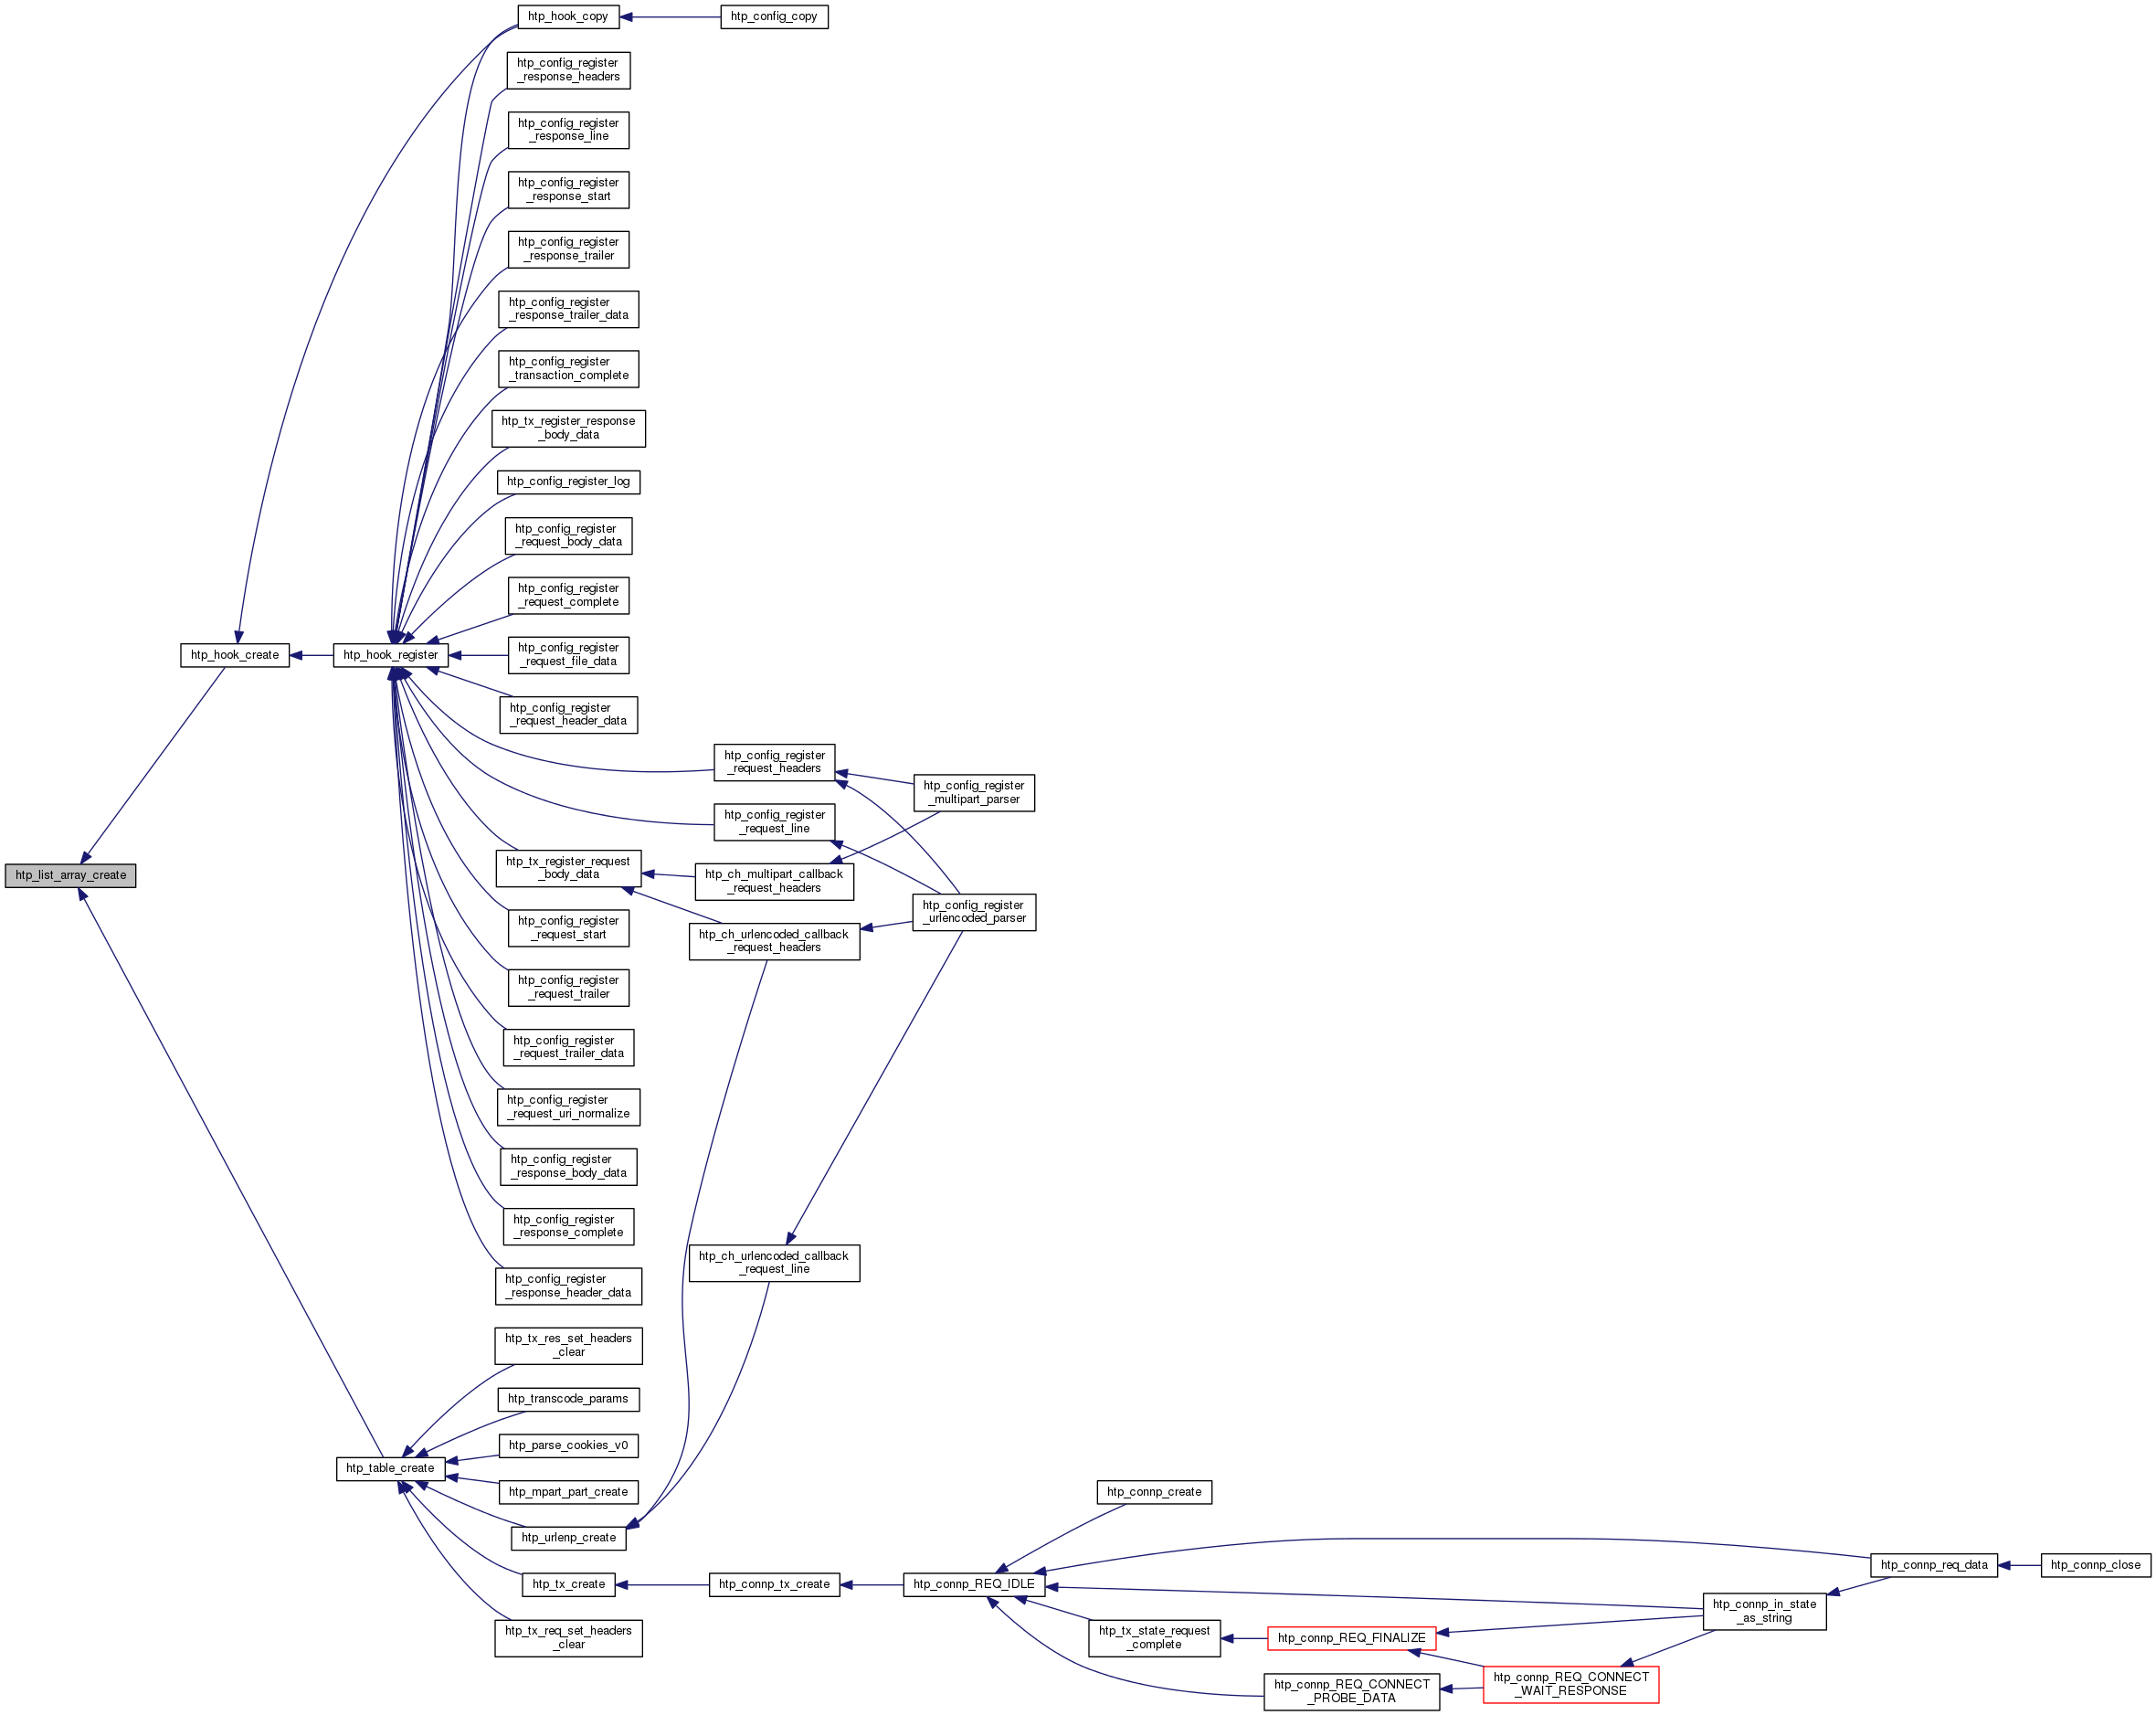 htp_hook_copy
htp_config_copy
htp_config_register
_response_headers
htp_config_register
_response_line
htp_config_register
_response_start
htp_config_register
_response_trailer
htp_config_register
_response_trailer_data
htp_config_register
_transaction_complete
htp_tx_register_response
_body_data
htp_config_register_log
htp_config_register
_request_body_data
htp_config_register
_request_complete
htp_hook_create
htp_hook_register
htp_config_register
_request_file_data
htp_config_register
_request_header_data
htp_config_register
_request_headers
htp_config_register
_multipart_parser
htp_config_register
_request_line
htp_list_array_create
htp_tx_register_request
_body_data
htp_ch_multipart_callback
_request_headers
htp_config_register
_urlencoded_parser
htp_config_register
_request_start
htp_ch_urlencoded_callback
_request_headers
htp_config_register
_request_trailer
htp_config_register
_request_trailer_data
htp_config_register
_request_uri_normalize
htp_config_register
_response_body_data
htp_config_register
_response_complete
htp_ch_urlencoded_callback
_request_line
htp_config_register
_response_header_data
htp_tx_res_set_headers
_clear
htp_transcode_params
htp_parse_cookies_v0
htp_table_create
htp_mpart_part_create
htp_connp_create
htp_urlenp_create
htp_connp_req_data
htp_connp_close
htp_tx_create
htp_connp_tx_create
htp_connp_REQ_IDLE
htp_connp_in_state
_as_string
htp_tx_req_set_headers
_clear
htp_tx_state_request
_complete
htp_connp_REQ_FINALIZE
htp_connp_REQ_CONNECT
_PROBE_DATA
htp_connp_REQ_CONNECT
_WAIT_RESPONSE